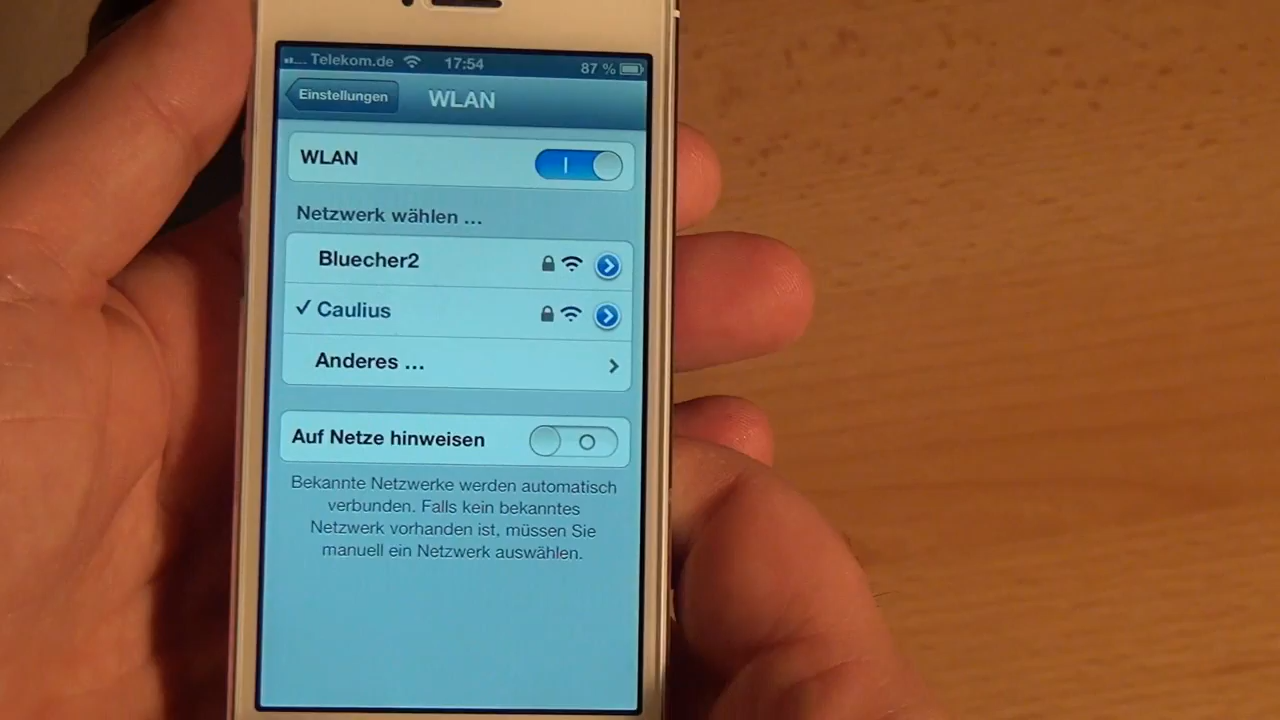 Telekom.de 17:54 87 %
Einstellungen WLAN
WLAN
Netzwerk wählen ...
Bluecher2
✓ Caulius
Anderes ...
Auf Netze hinweisen
Bekannte Netzwerke werden automatisch
verbunden. Falls kein bekanntes
Netzwerk vorhanden ist, müssen Sie
manuell ein Netzwerk auswählen.